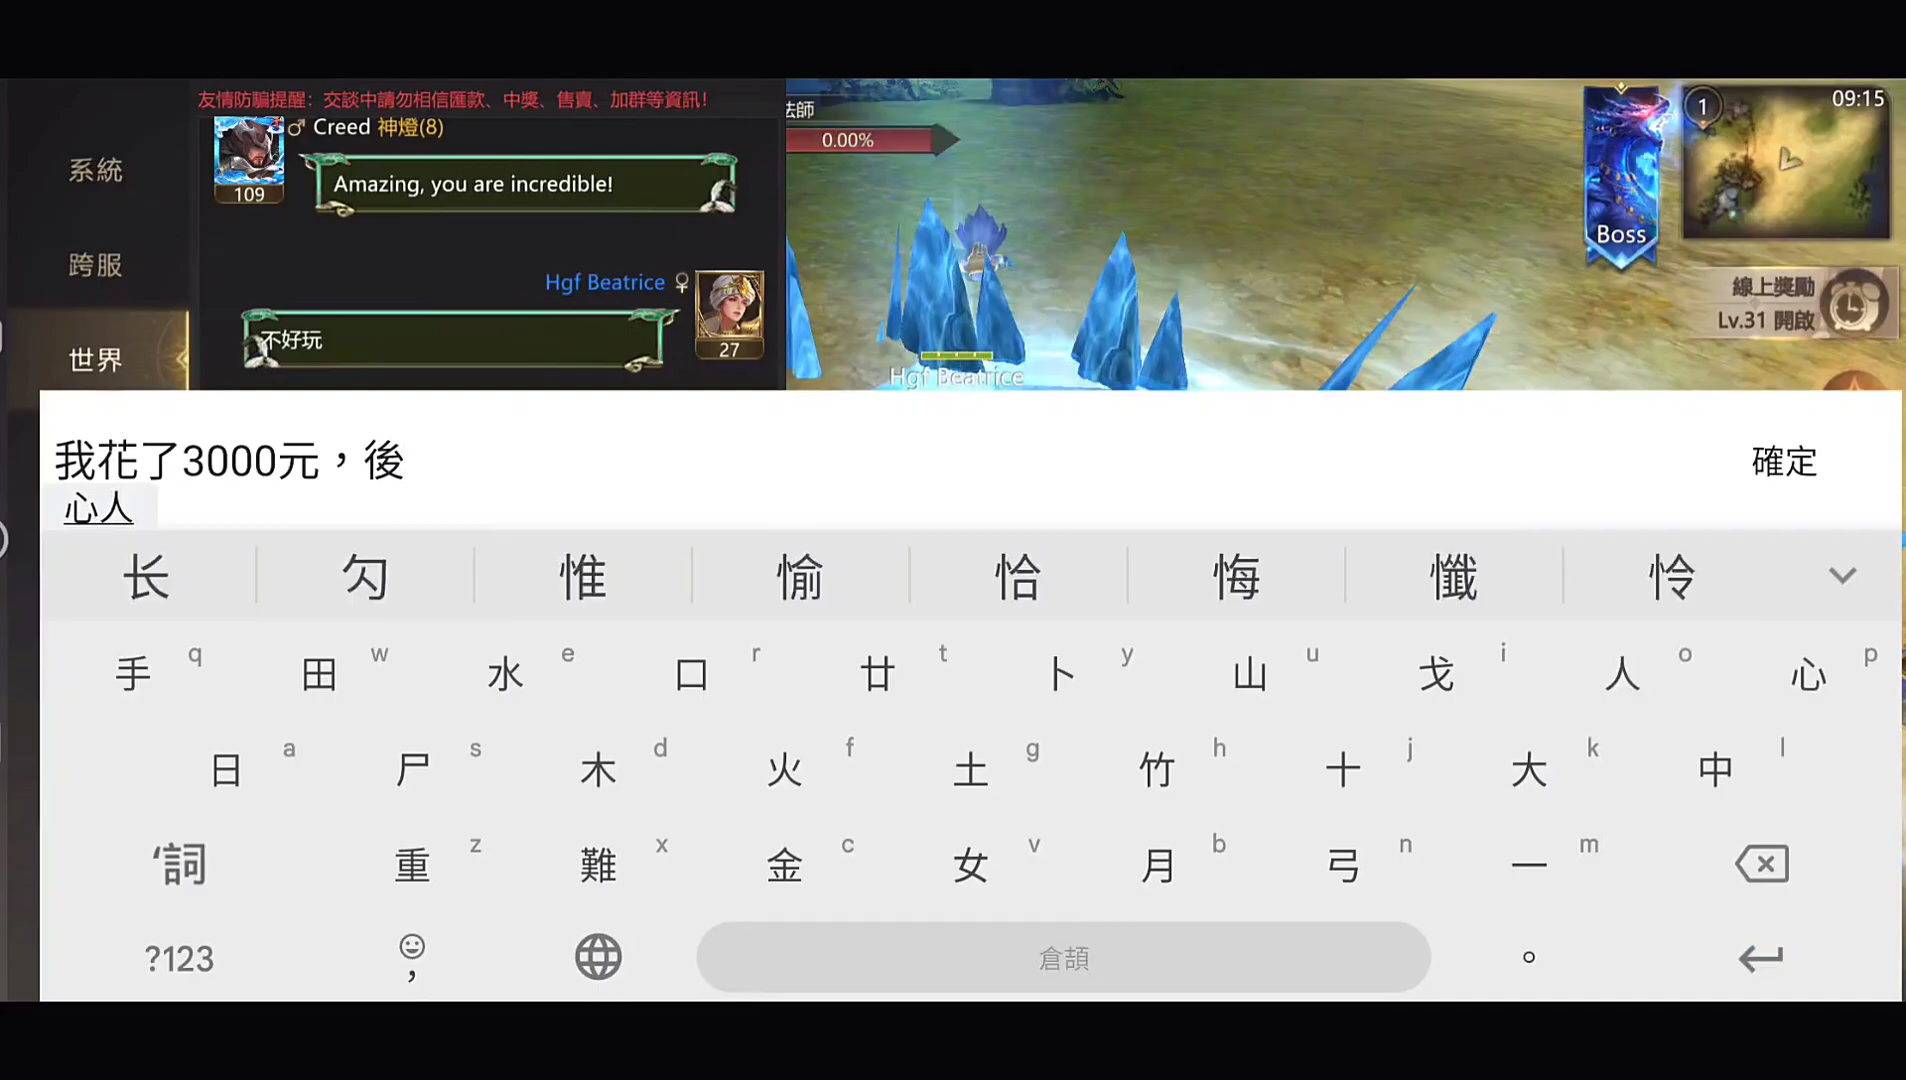 友情防騙提醒：交談中請勿相信匯款、中獎、售賣、加群等資訊！
♂ Creed 神燈(8)
Amazing, you are incredible!
109
Hgf Beatrice ♀
不好玩
27
系統
跨服
世界
法師
0.00%
Hgf Beatrice
Boss
1
09:15
線上獎勵
Lv.31 開啟
我花了3000元，後
確定
心人
长 勾 惟 愉 恰 悔 懺 怜
手 q 田 w 水 e 口 r 廿 t 卜 y 山 u 戈 i 人 o 心 p
日 a 尸 s 木 d 火 f 土 g 竹 h 十 j 大 k 中 l
‘詞 重 z 難 x 金 c 女 v 月 b 弓 n 一 m
?123 , 倉頡 。